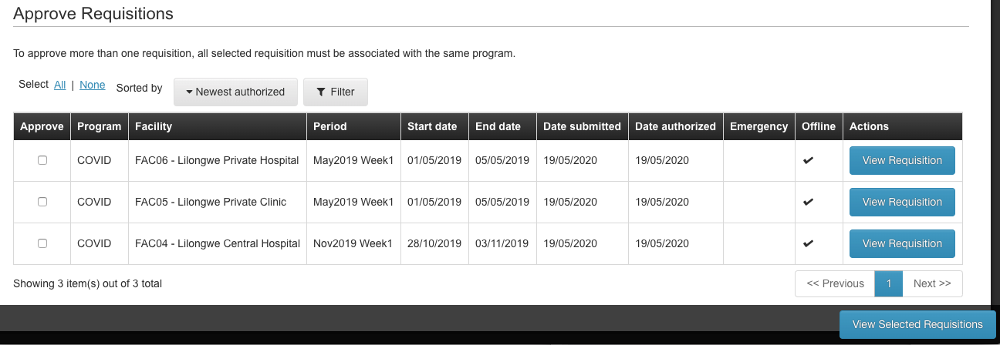 Approve Requisitions
To approve more than one requisition, all selected requisition must be associated with the same program.
Select All | None Sorted by Newest authorized Filter
Approve Program Facility Period Start date End date Date submitted Date authorized Emergency Offline Actions
COVID FAC06 - Lilongwe Private Hospital May2019 Week1 01/05/2019 05/05/2019 19/05/2020 19/05/2020 View Requisition
COVID FAC05 - Lilongwe Private Clinic May2019 Week1 01/05/2019 05/05/2019 19/05/2020 19/05/2020 View Requisition
COVID FAC04 - Lilongwe Central Hospital Nov2019 Week1 28/10/2019 03/11/2019 19/05/2020 19/05/2020 View Requisition
Showing 3 item(s) out of 3 total << Previous 1 Next >>
View Selected Requisitions